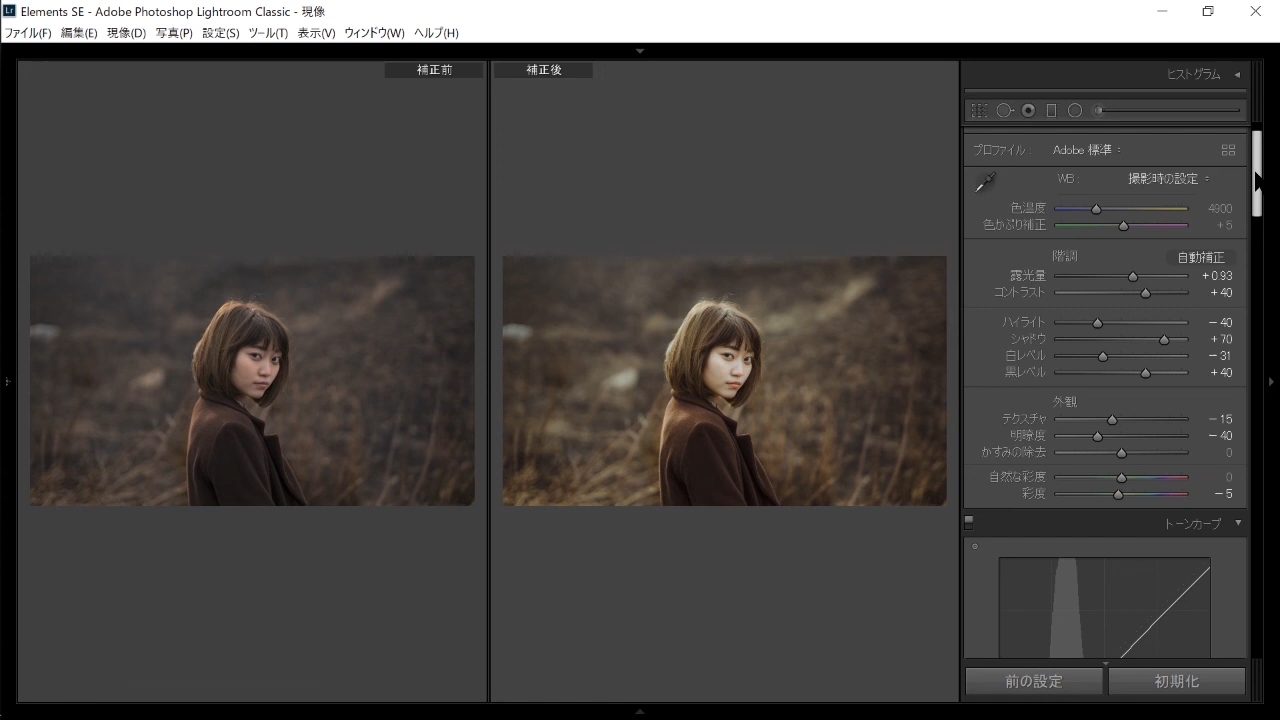 Lr Elements SE - Adobe Photoshop Lightroom Classic - 現像
ファイル(F) 編集(E) 現像(D) 写真(P) 設定(S) ツール(T) 表示(V) ウィンドウ(W) ヘルプ(H)
補正前
補正後
ヒストグラム
プロファイル : Adobe 標準
WB : 撮影時の設定
色温度 4900
色かぶり補正 + 5
階調 自動補正
露光量 + 0.93
コントラスト + 40
ハイライト − 40
シャドウ + 70
白レベル − 31
黒レベル + 40
外観
テクスチャ − 15
明瞭度 − 40
かすみの除去 0
自然な彩度 0
彩度 − 5
トーンカーブ
前の設定
初期化